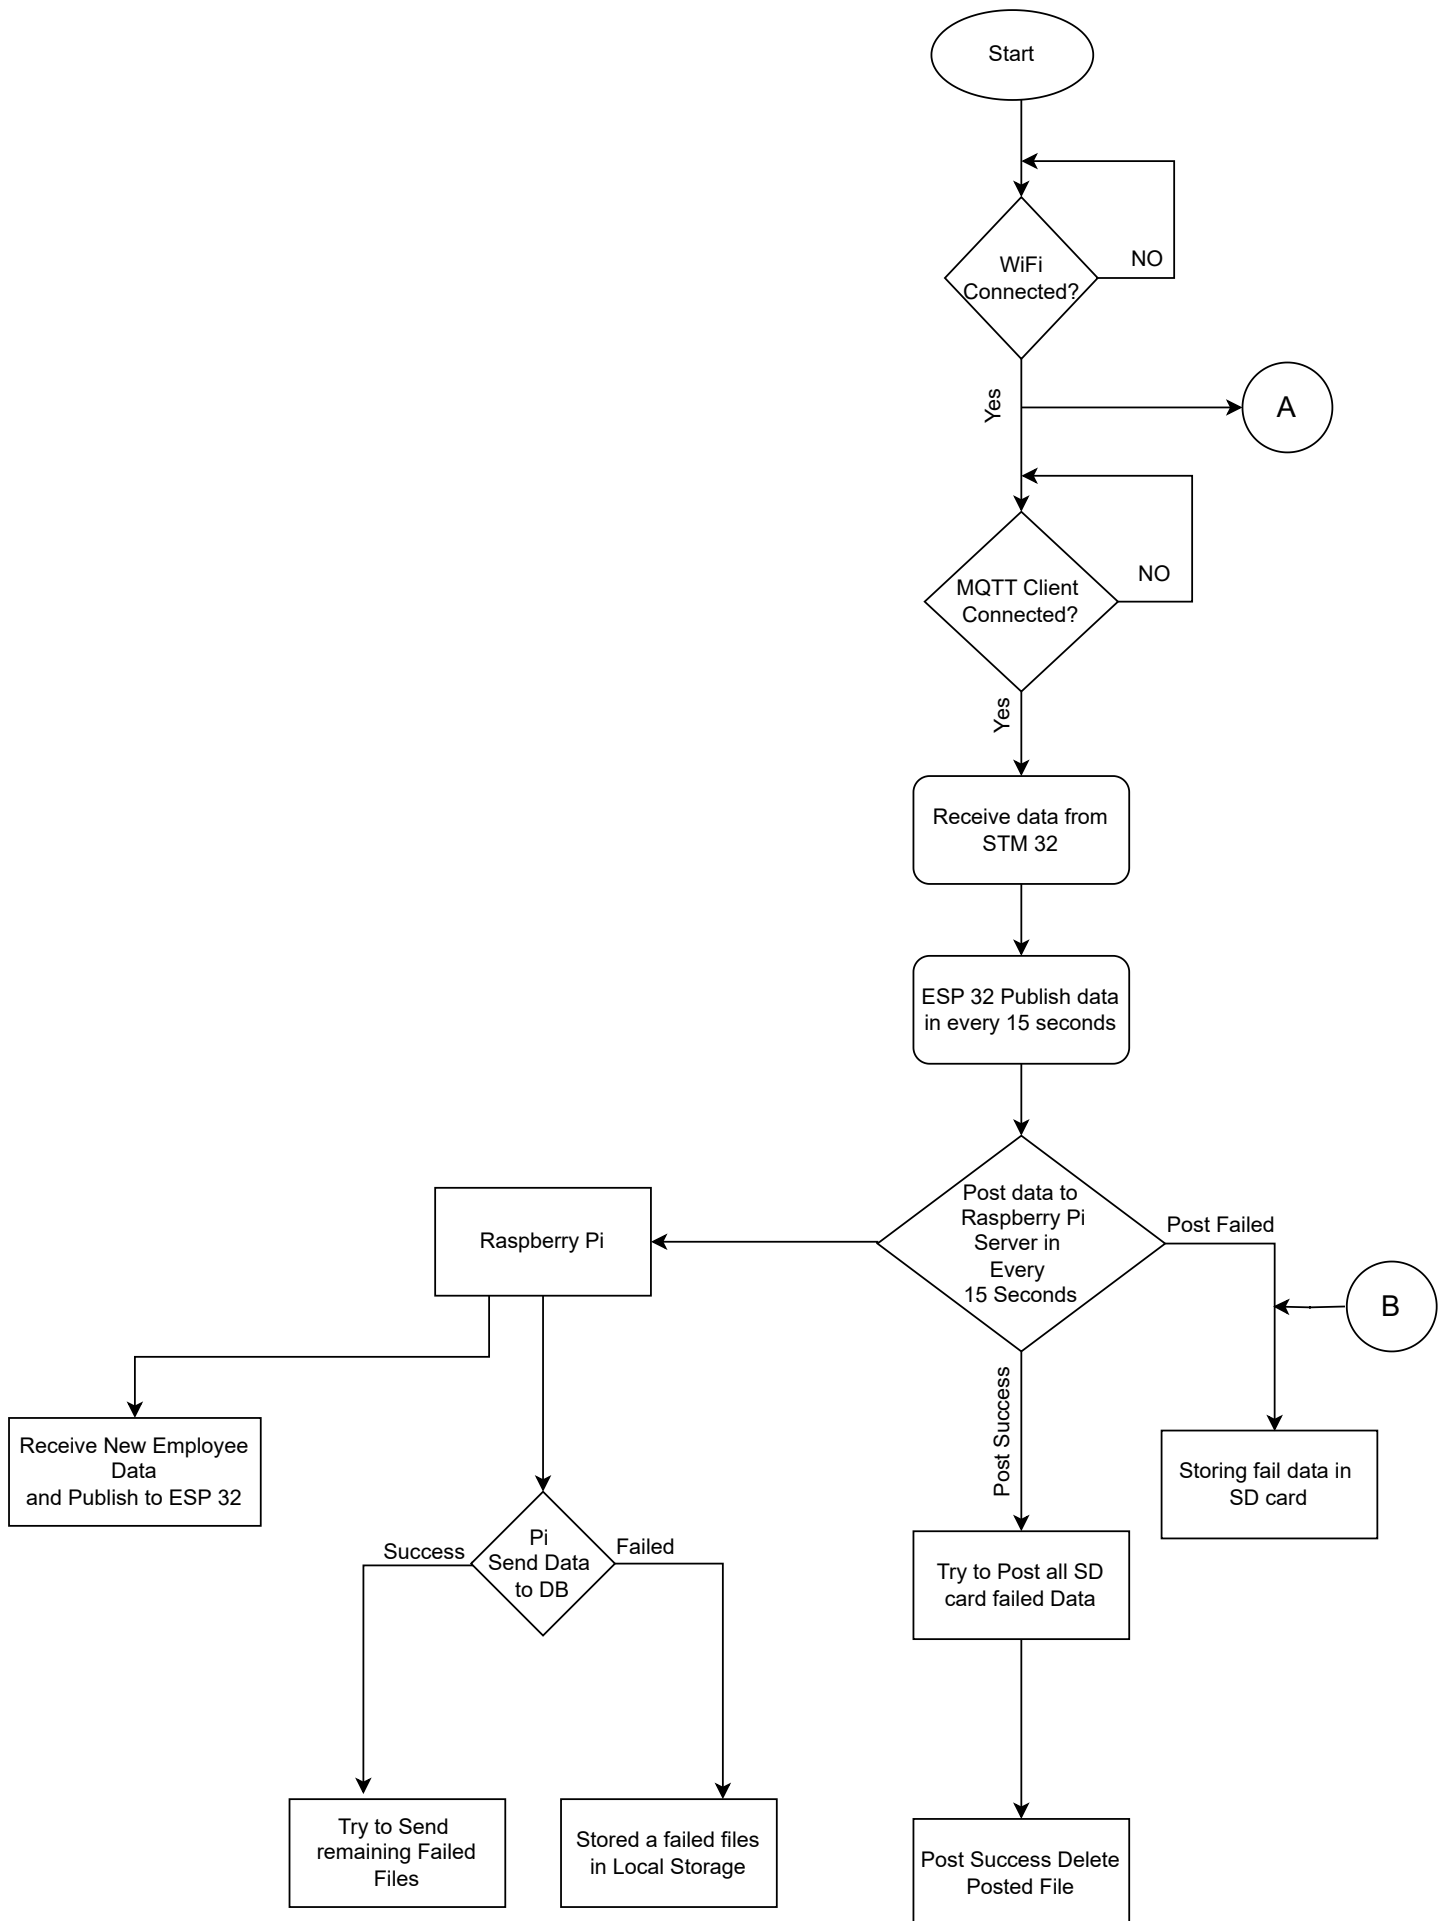 Start
WiFi
Connected?
NO
Yes
A
MQTT Client
Connected?
NO
Yes
Receive data from
STM 32
ESP 32 Publish data
in every 15 seconds
Post data to
Raspberry Pi
Server in
Every
15 Seconds
Post Failed
Raspberry Pi
B
Post Success
Receive New Employee
Data
and Publish to ESP 32
Storing fail data in
SD card
Pi
Send Data
to DB
Success
Failed
Try to Post all SD
card failed Data
Try to Send
remaining Failed
Files
Stored a failed files
in Local Storage
Post Success Delete
Posted File